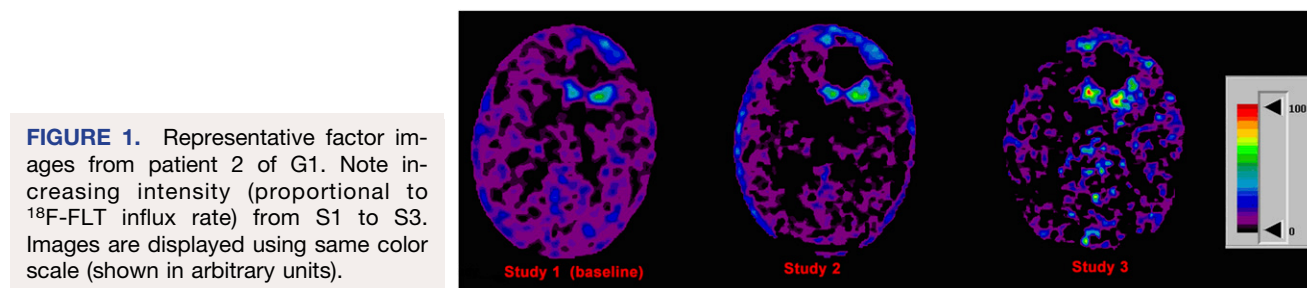 FIGURE 1. Representative factor im-
ages from patient 2 of G1. Note in-
creasing intensity (proportional to
¹⁸F-FLT influx rate) from S1 to S3.
Images are displayed using same color
scale (shown in arbitrary units).
Study 1 (baseline)
Study 2
Study 3
100
0